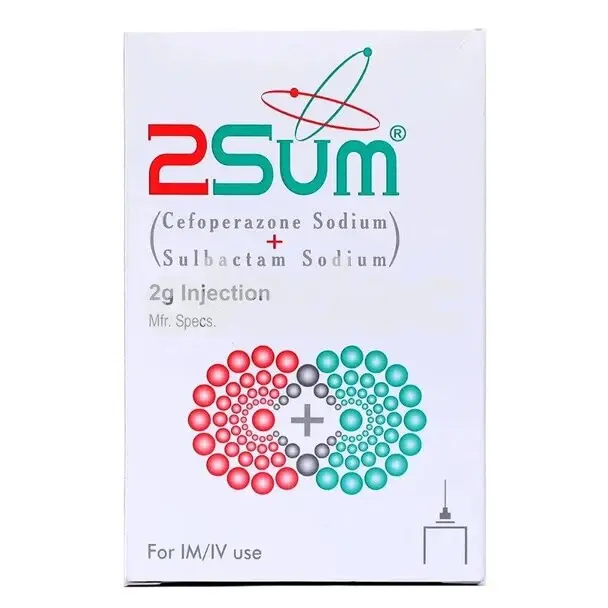 2Sum®
(Cefoperazone Sodium
+
Sulbactam Sodium)
2g Injection
Mfr. Specs.
+
For IM/IV use